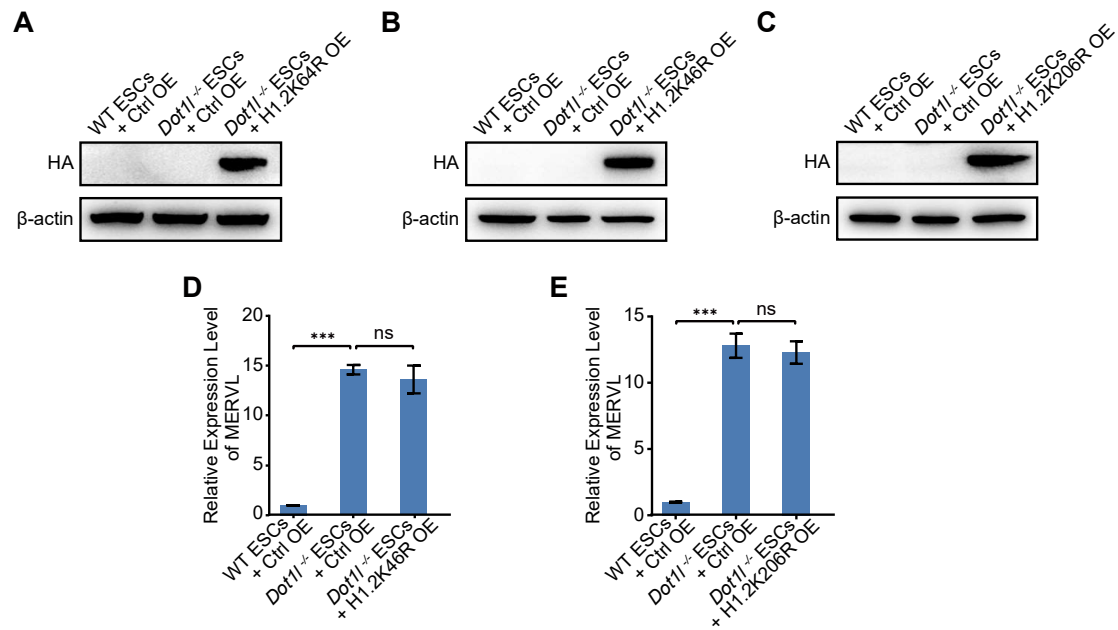 A
WT ESCs
+ Ctrl OE
Dot1l -/- ESCs
+ Ctrl OE
Dot1l -/- ESCs
+ H1.2K64R OE
HA
β-actin
B
WT ESCs
+ Ctrl OE
Dot1l -/- ESCs
+ Ctrl OE
Dot1l -/- ESCs
+ H1.2K46R OE
HA
β-actin
C
WT ESCs
+ Ctrl OE
Dot1l -/- ESCs
+ Ctrl OE
Dot1l -/- ESCs
+ H1.2K206R OE
HA
β-actin
D
Relative Expression Level
of MERVL
20
15
10
5
0
***
ns
WT ESCs
+ Ctrl OE
Dot1l -/- ESCs
+ Ctrl OE
Dot1l -/- ESCs
+ H1.2K46R OE
E
Relative Expression Level
of MERVL
15
10
5
0
***
ns
WT ESCs
+ Ctrl OE
Dot1l -/- ESCs
+ Ctrl OE
Dot1l -/- ESCs
+ H1.2K206R OE